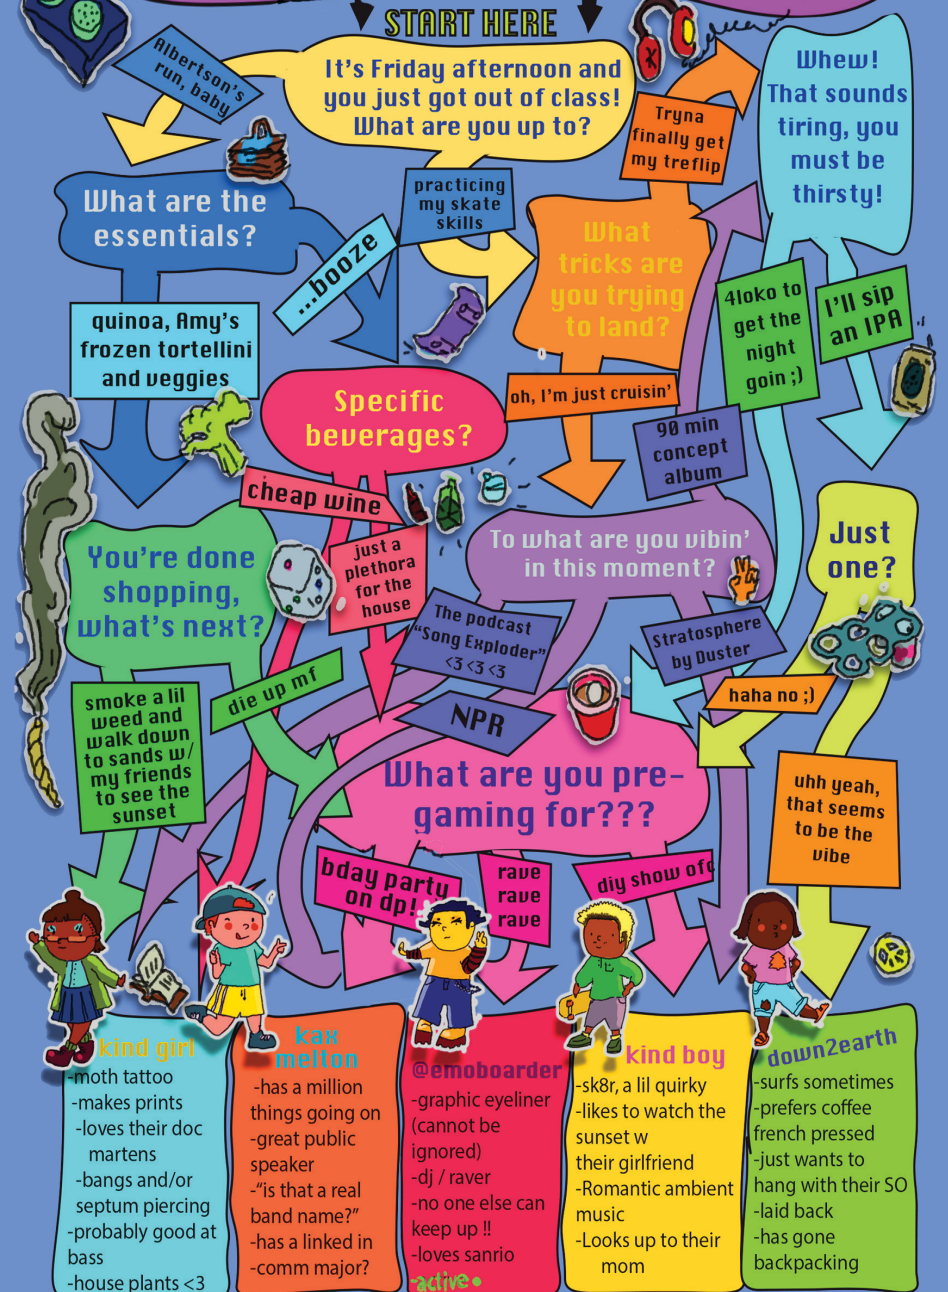 START HERE
Albertson's
run, baby
It's Friday afternoon and
you just got out of class!
What are you up to?
Tryna
finally get
my treflip
Whew!
That sounds
tiring, you
must be
thirsty!
What are the
essentials?
...booze
practicing
my skate
skills
What
tricks are
you trying
to land?
4loko to
get the
night
goin ;)
I'll sip
an IPA
quinoa, Amy's
frozen tortellini
and veggies
Specific
beverages?
oh, I'm just cruisin'
90 min
concept
album
cheap wine
just a
plethora
for the
house
To what are you vibin'
in this moment?
Just
one?
You're done
shopping,
what's next?
The podcast
"Song Exploder"
<3 <3 <3
Stratosphere
by Duster
haha no ;)
smoke a lil
weed and
walk down
to sands w/
my friends
to see the
sunset
die up mf
NPR
What are you pre-
gaming for???
uhh yeah,
that seems
to be the
vibe
bday party
on dp!
rave
rave
rave
diy show ofc
kind girl
-moth tattoo
-makes prints
-loves their doc
martens
-bangs and/or
septum piercing
-probably good at
bass
-house plants <3
kax
melton
-has a million
things going on
-great public
speaker
-"is that a real
band name?"
-has a linked in
-comm major?
@emoboarder
-graphic eyeliner
(cannot be
ignored)
-dj / raver
-no one else can
keep up !!
-loves sanrio
-active
kind boy
-sk8r, a lil quirky
-likes to watch the
sunset w
their girlfriend
-Romantic ambient
music
-Looks up to their
mom
down2earth
-surfs sometimes
-prefers coffee
french pressed
-just wants to
hang with their SO
-laid back
-has gone
backpacking